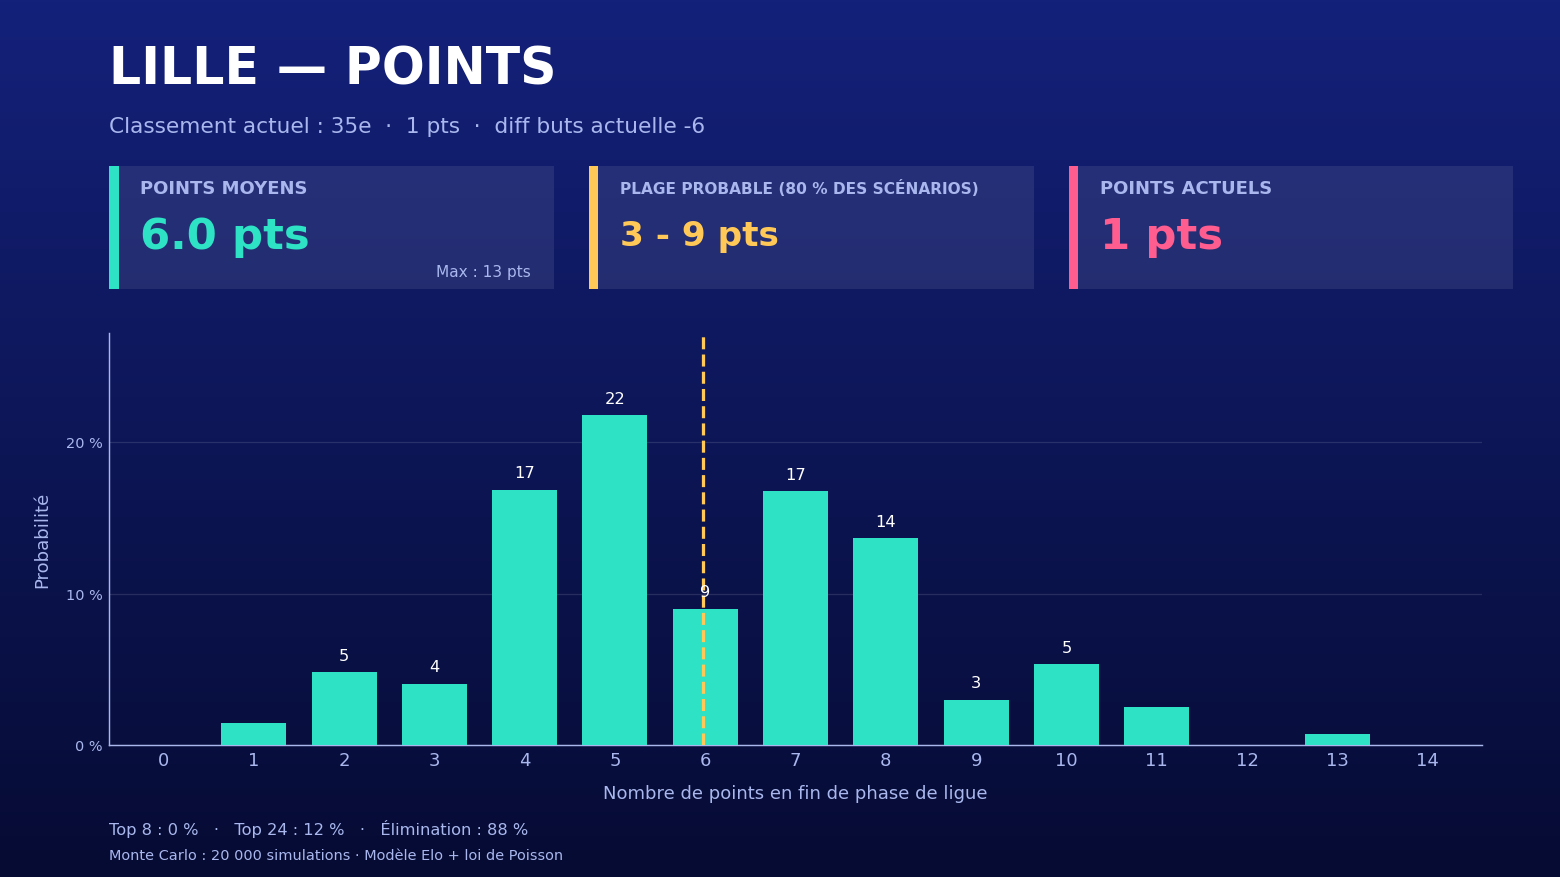 LILLE — POINTS
Classement actuel : 35e · 1 pts · diff buts actuelle -6
POINTS MOYENS
6.0 pts
Max : 13 pts
PLAGE PROBABLE (80 % DES SCÉNARIOS)
3 - 9 pts
POINTS ACTUELS
1 pts
Probabilité
20 %
10 %
0 %
5
4
17
22
9
17
14
3
5
0 1 2 3 4 5 6 7 8 9 10 11 12 13 14
Nombre de points en fin de phase de ligue
Top 8 : 0 % · Top 24 : 12 % · Élimination : 88 %
Monte Carlo : 20 000 simulations · Modèle Elo + loi de Poisson